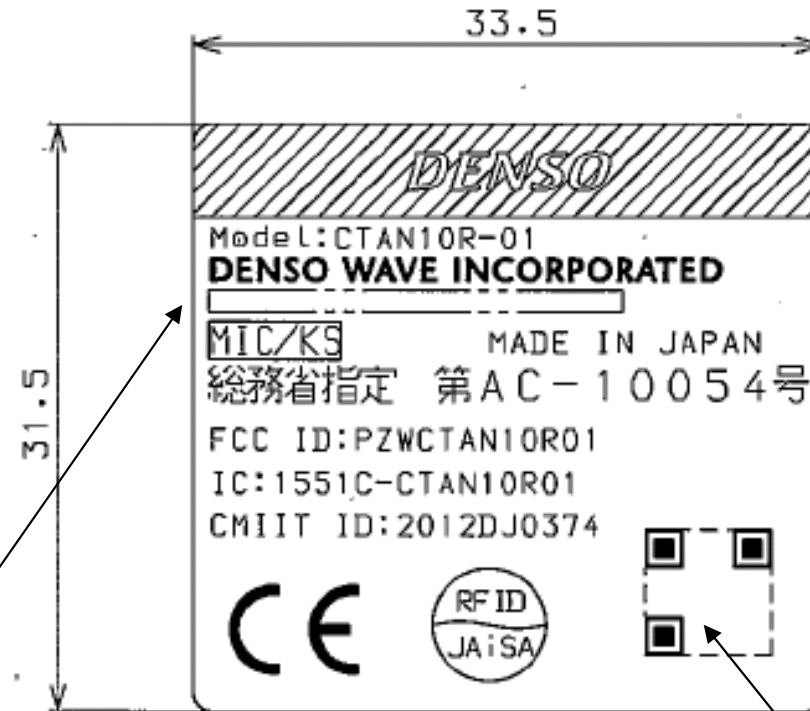 33.5
DENSO
Model:CTAN10R-01
DENSO WAVE INCORPORATED
MIC/KS MADE IN JAPAN
31.5
総務省指定 第AC-10054号
FCC ID:PZWCTAN10R01
IC:1551C-CTAN10R01
CMIIT ID:2012DJ0374
CE
RFID
JAiSA